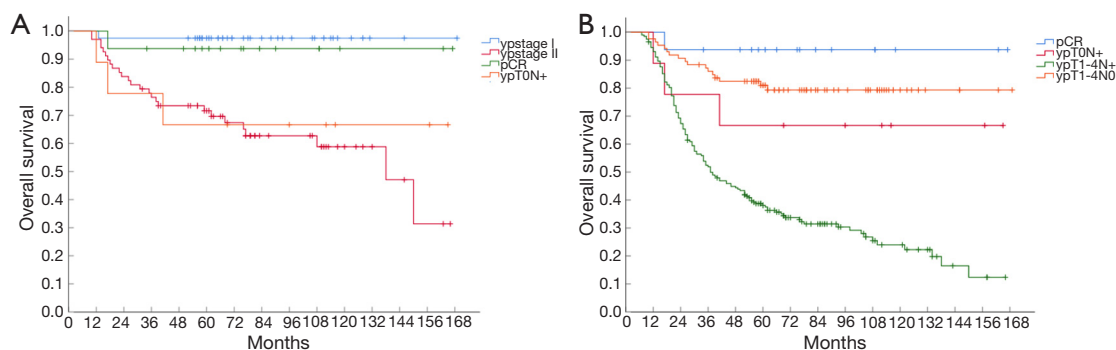 A
1.0
0.9
0.8
0.7
0.6
0.5
0.4
0.3
0.2
0.1
0.0
Overall survival
0 12 24 36 48 60 72 84 96 108 120 132 144 156 168
Months
ypstage I
ypstage II
pCR
ypT0N+
B
1.0
0.9
0.8
0.7
0.6
0.5
0.4
0.3
0.2
0.1
0.0
Overall survival
0 12 24 36 48 60 72 84 96 108 120 132 144 156 168
Months
pCR
ypT0N+
ypT1-4N+
ypT1-4N0